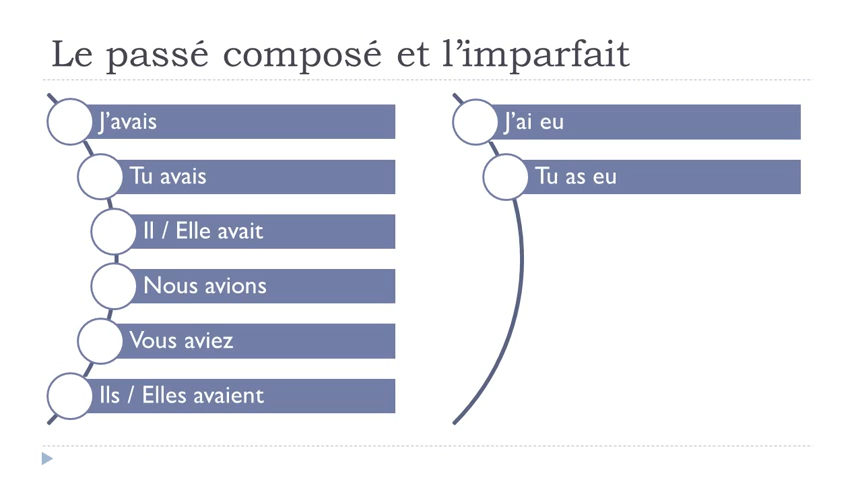 Le passé composé et l’imparfait
J’avais
Tu avais
Il / Elle avait
Nous avions
Vous aviez
Ils / Elles avaient
J’ai eu
Tu as eu